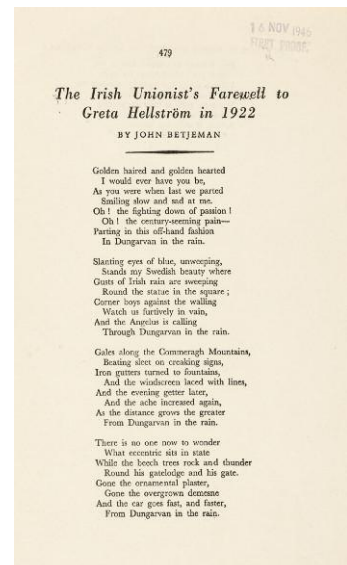 18 NOV 1945
FIRST PROOF
479
The Irish Unionist's Farewell to
Greta Hellström in 1922
BY JOHN BETJEMAN
Golden haired and golden hearted
I would ever have you be,
As you were when last we parted
Smiling slow and sad at me.
Oh ! the fighting down of passion !
Oh ! the century-seeming pain—
Parting in this off-hand fashion
In Dungarvan in the rain.
Slanting eyes of blue, unweeping,
Stands my Swedish beauty where
Gusts of Irish rain are sweeping
Round the statue in the square ;
Corner boys against the walling
Watch us furtively in vain,
And the Angelus is calling
Through Dungarvan in the rain.
Gales along the Commeragh Mountains,
Beating sleet on creaking signs,
Iron gutters turned to fountains,
And the windscreen laced with lines,
And the evening getter later,
And the ache increased again,
As the distance grows the greater
From Dungarvan in the rain.
There is no one now to wonder
What eccentric sits in state
While the beech trees rock and thunder
Round his gatelodge and his gate.
Gone the ornamental plaster,
Gone the overgrown demesne
And the car goes fast, and faster,
From Dungarvan in the rain.